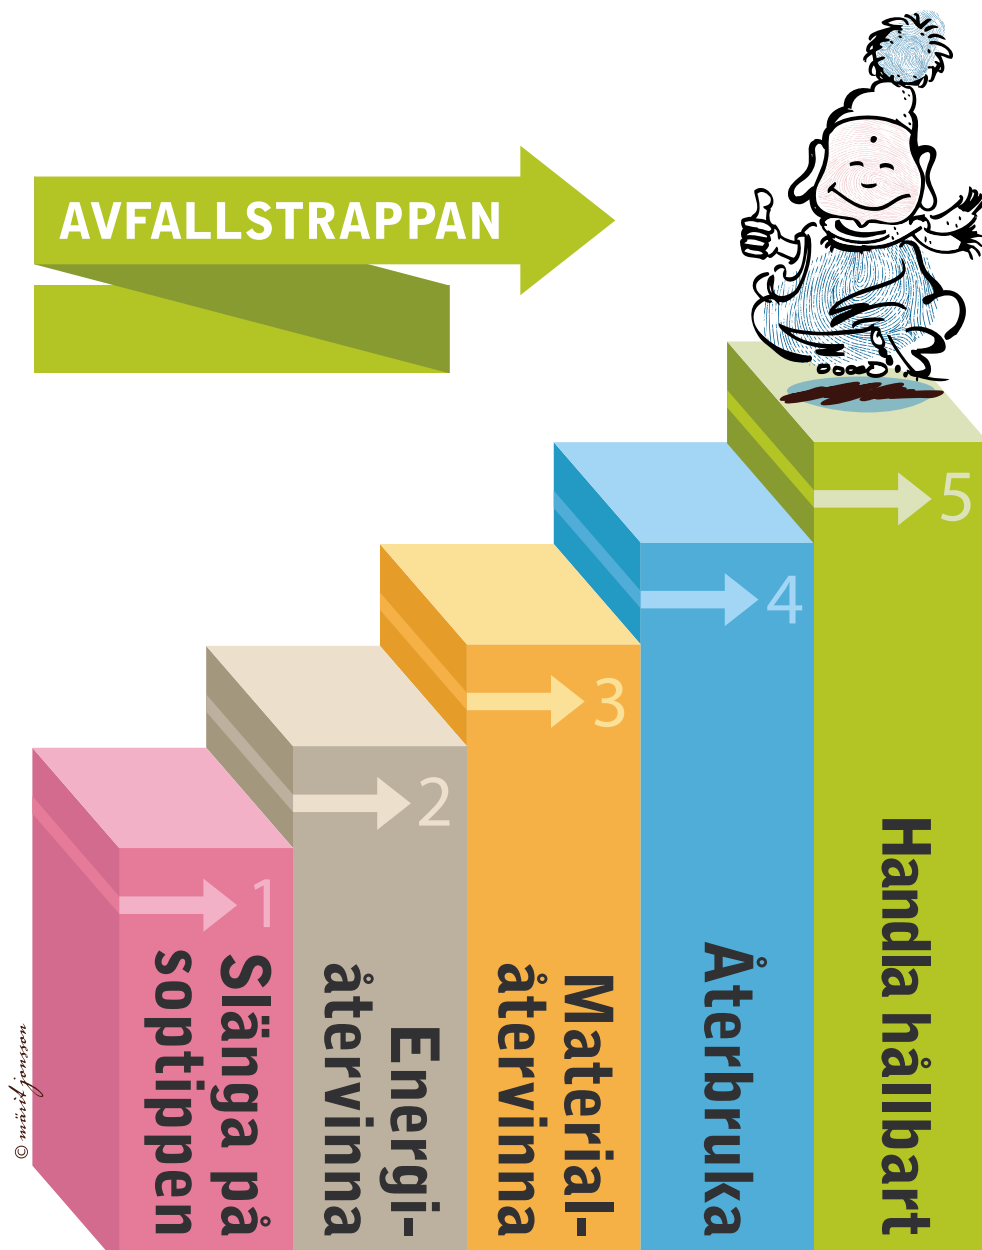 AVFALLSTRAPPAN
1
Slänga på
soptippen
2
Energi-
återvinna
3
Material-
återvinna
4
Återbruka
5
Handla hållbart
© märit jonsson